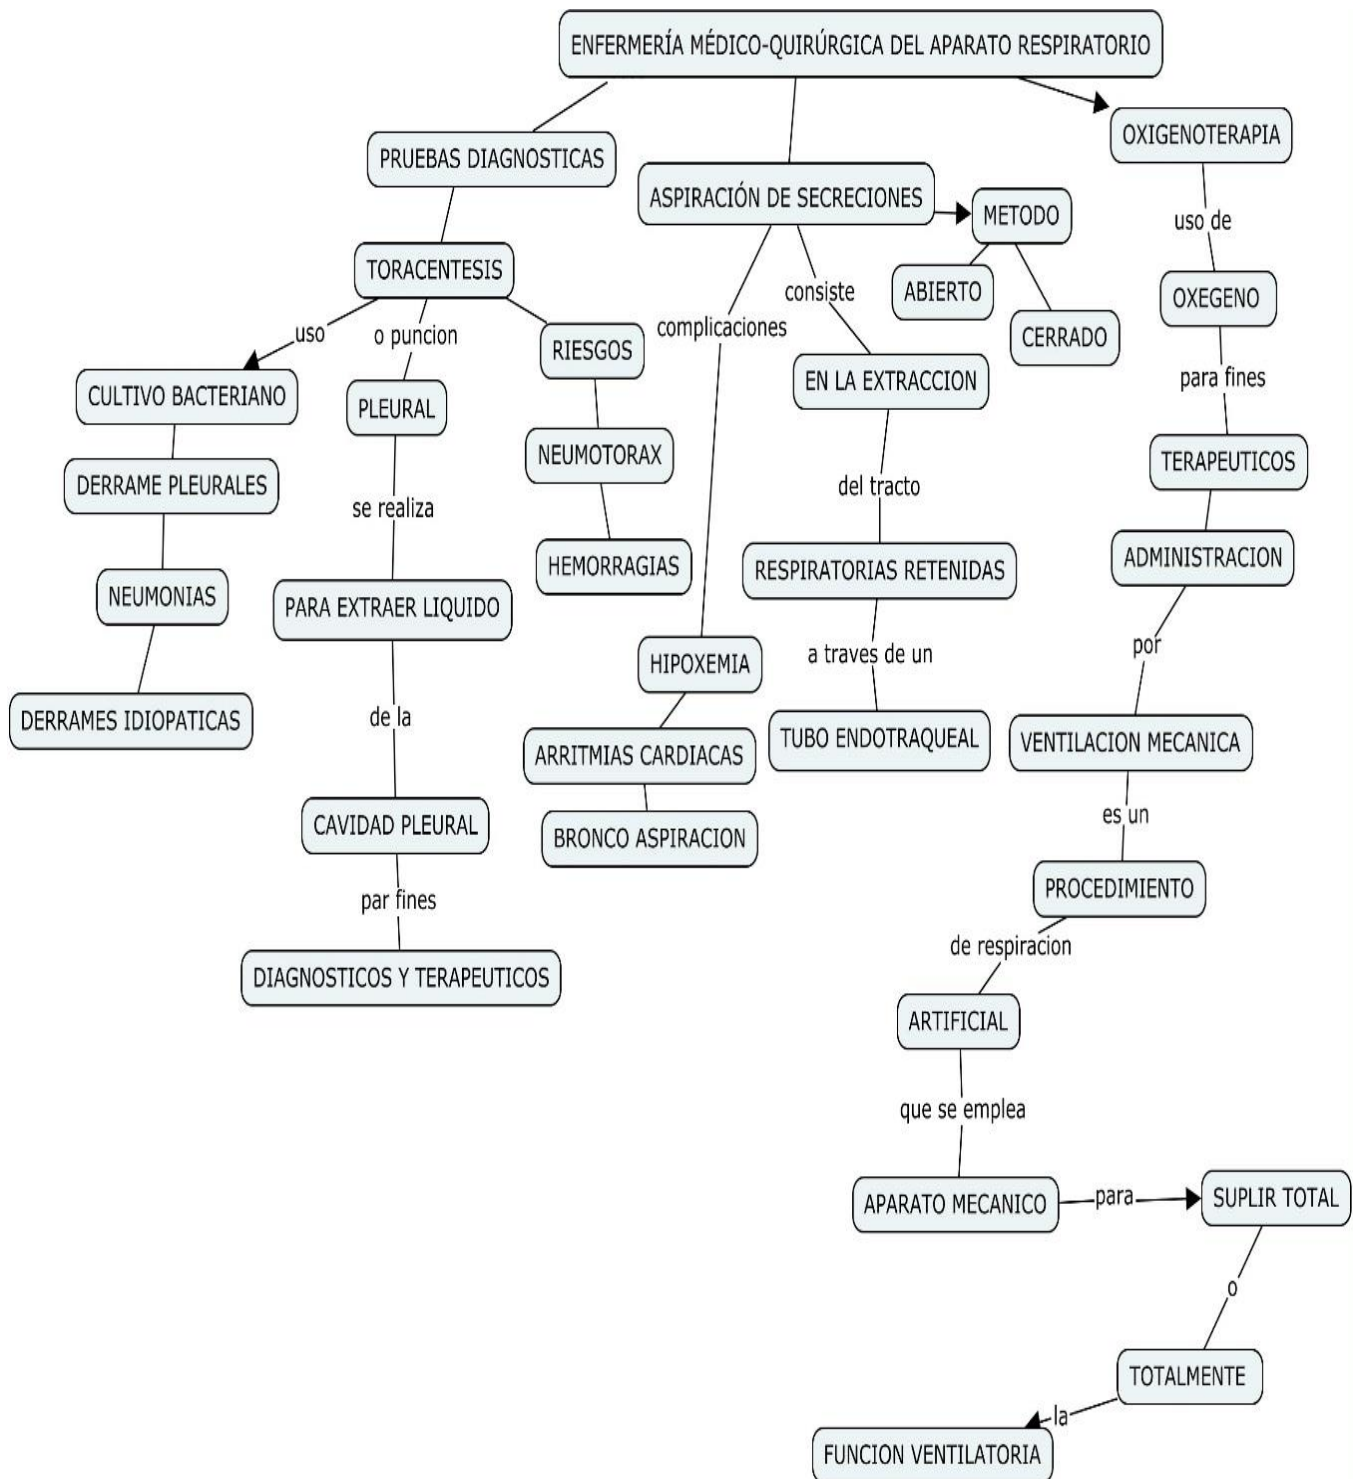 ENFERMERÍA MÉDICO-QUIRÚRGICA DEL APARATO RESPIRATORIO
PRUEBAS DIAGNOSTICAS
TORACENTESIS
uso
CULTIVO BACTERIANO
DERRAME PLEURALES
NEUMONIAS
DERRAMES IDIOPATICAS
o puncion
PLEURAL
se realiza
PARA EXTRAER LIQUIDO
de la
CAVIDAD PLEURAL
par fines
DIAGNOSTICOS Y TERAPEUTICOS
RIESGOS
NEUMOTORAX
HEMORRAGIAS
ASPIRACIÓN DE SECRECIONES
complicaciones
HIPOXEMIA
ARRITMIAS CARDIACAS
BRONCO ASPIRACION
consiste
EN LA EXTRACCION
del tracto
RESPIRATORIAS RETENIDAS
a traves de un
TUBO ENDOTRAQUEAL
METODO
ABIERTO
CERRADO
OXIGENOTERAPIA
uso de
OXEGENO
para fines
TERAPEUTICOS
ADMINISTRACION
por
VENTILACION MECANICA
es un
PROCEDIMIENTO
de respiracion
ARTIFICIAL
que se emplea
APARATO MECANICO
para
SUPLIR TOTAL
o
TOTALMENTE
la
FUNCION VENTILATORIA